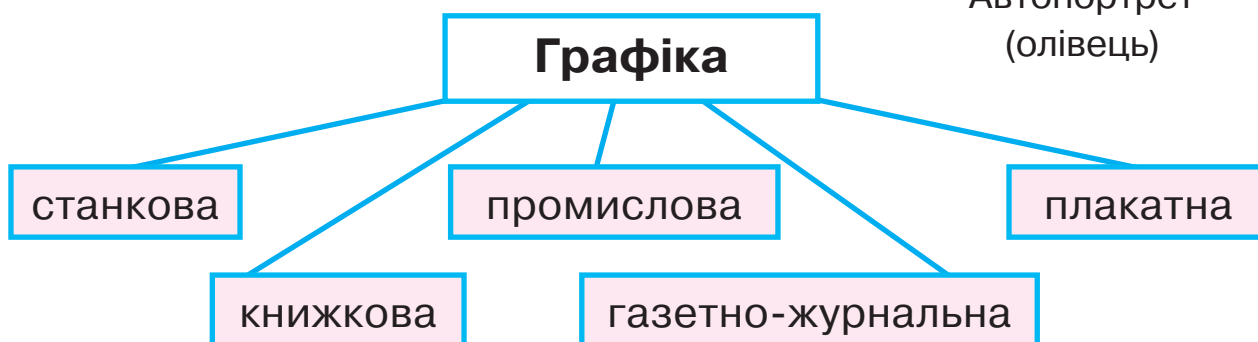 Автопортрет
(олівець)
Графіка
станкова
промислова
плакатна
книжкова
газетно-журнальна